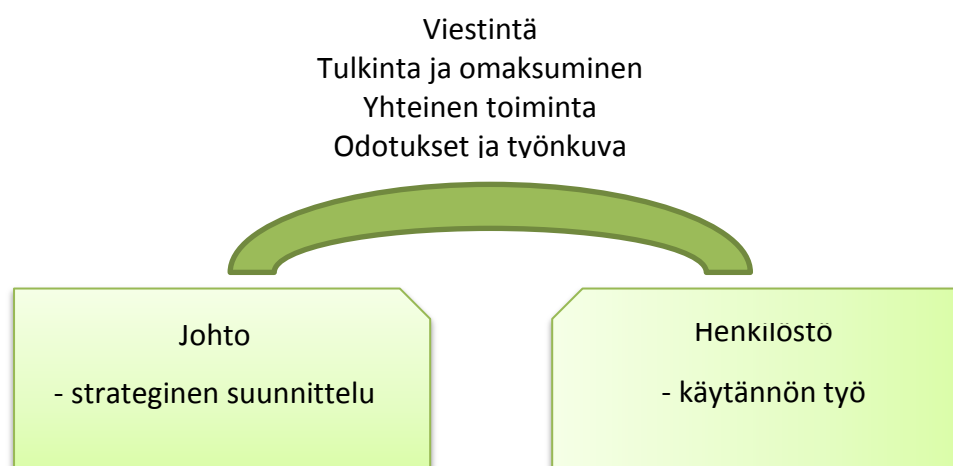 Viestintä
Tulkinta ja omaksuminen
Yhteinen toiminta
Odotukset ja työnkuva
Johto
- strateginen suunnittelu
Henkilöstö
- käytännön työ